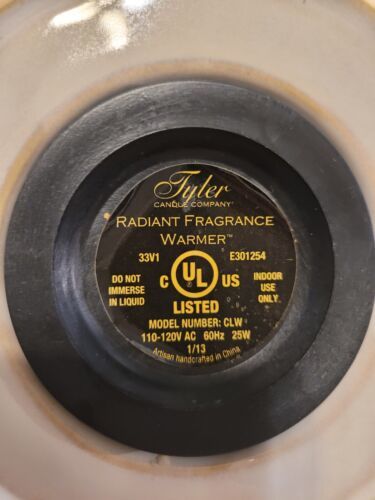 Tyler
CANDLE COMPANY®
RADIANT FRAGRANCE
WARMER™
33V1 E301254
DO NOT
IMMERSE
IN LIQUID
C UL US
LISTED
INDOOR
USE
ONLY
MODEL NUMBER: CLW
110-120V AC 60Hz 25W
1/13
Artisan handcrafted in China